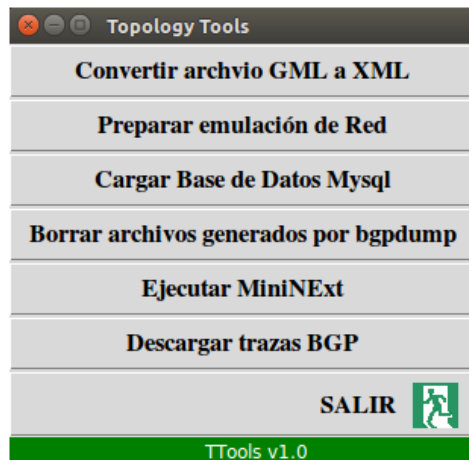 Topology Tools
Convertir archvio GML a XML
Preparar emulación de Red
Cargar Base de Datos Mysql
Borrar archivos generados por bgpdump
Ejecutar MiniNExt
Descargar trazas BGP
SALIR
TTools v1.0